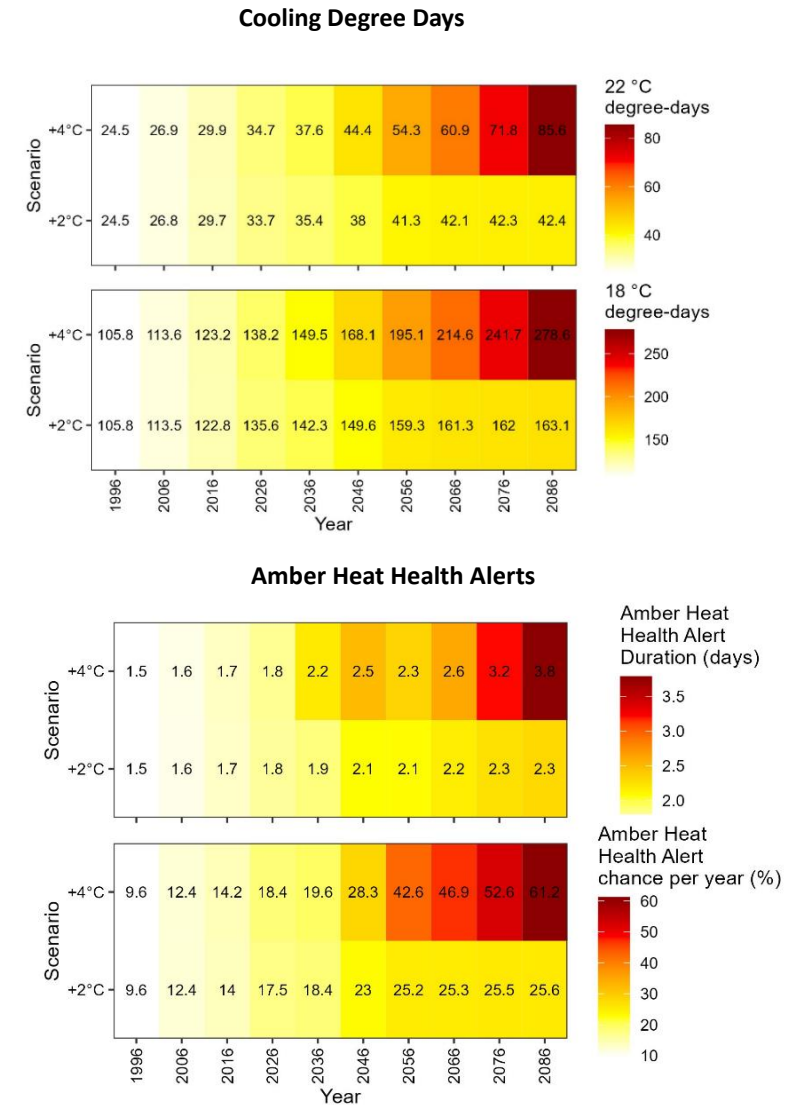 Cooling Degree Days
22 °C
degree-days
+4°C 24.5 26.9 29.9 34.7 37.6 44.4 54.3 60.9 71.8 85.6
80
60
Scenario
+2°C 24.5 26.8 29.7 33.7 35.4 38 41.3 42.1 42.3 42.4
40
18 °C
degree-days
+4°C 105.8 113.6 123.2 138.2 149.5 168.1 195.1 214.6 241.7 278.6
250
200
Scenario
+2°C 105.8 113.5 122.8 135.6 142.3 149.6 159.3 161.3 162 163.1
150
1996 2006 2016 2026 2036 2046 2056 2066 2076 2086
Year
Amber Heat Health Alerts
Amber Heat
Health Alert
Duration (days)
+4°C 1.5 1.6 1.7 1.8 2.2 2.5 2.3 2.6 3.2 3.8
3.5
3.0
Scenario
2.5
+2°C 1.5 1.6 1.7 1.8 1.9 2.1 2.1 2.2 2.3 2.3
2.0
Amber Heat
Health Alert
chance per year (%)
+4°C 9.6 12.4 14.2 18.4 19.6 28.3 42.6 46.9 52.6 61.2
60
50
40
Scenario
30
+2°C 9.6 12.4 14 17.5 18.4 23 25.2 25.3 25.5 25.6
20
10
1996 2006 2016 2026 2036 2046 2056 2066 2076 2086
Year